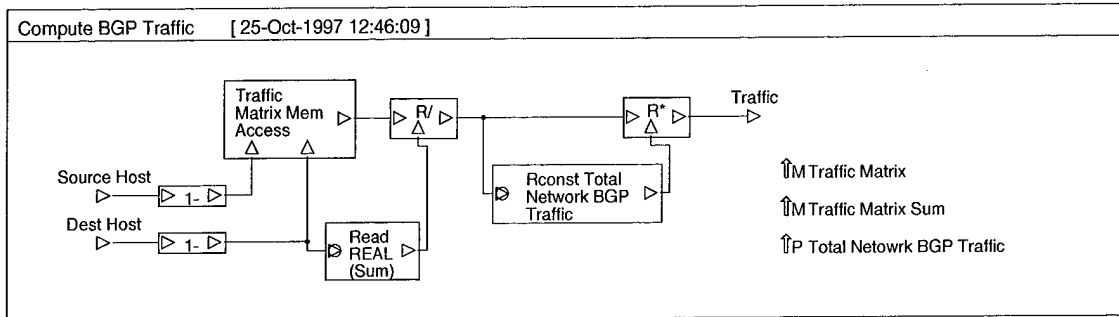 Compute BGP Traffic [ 25-Oct-1997 12:46:09 ]
Traffic
Matrix Mem
Access
R/
R*
Traffic
Source Host
1-
Dest Host
1-
Read
REAL
(Sum)
Rconst Total
Network BGP
Traffic
⇑M Traffic Matrix
⇑M Traffic Matrix Sum
⇑P Total Netowrk BGP Traffic